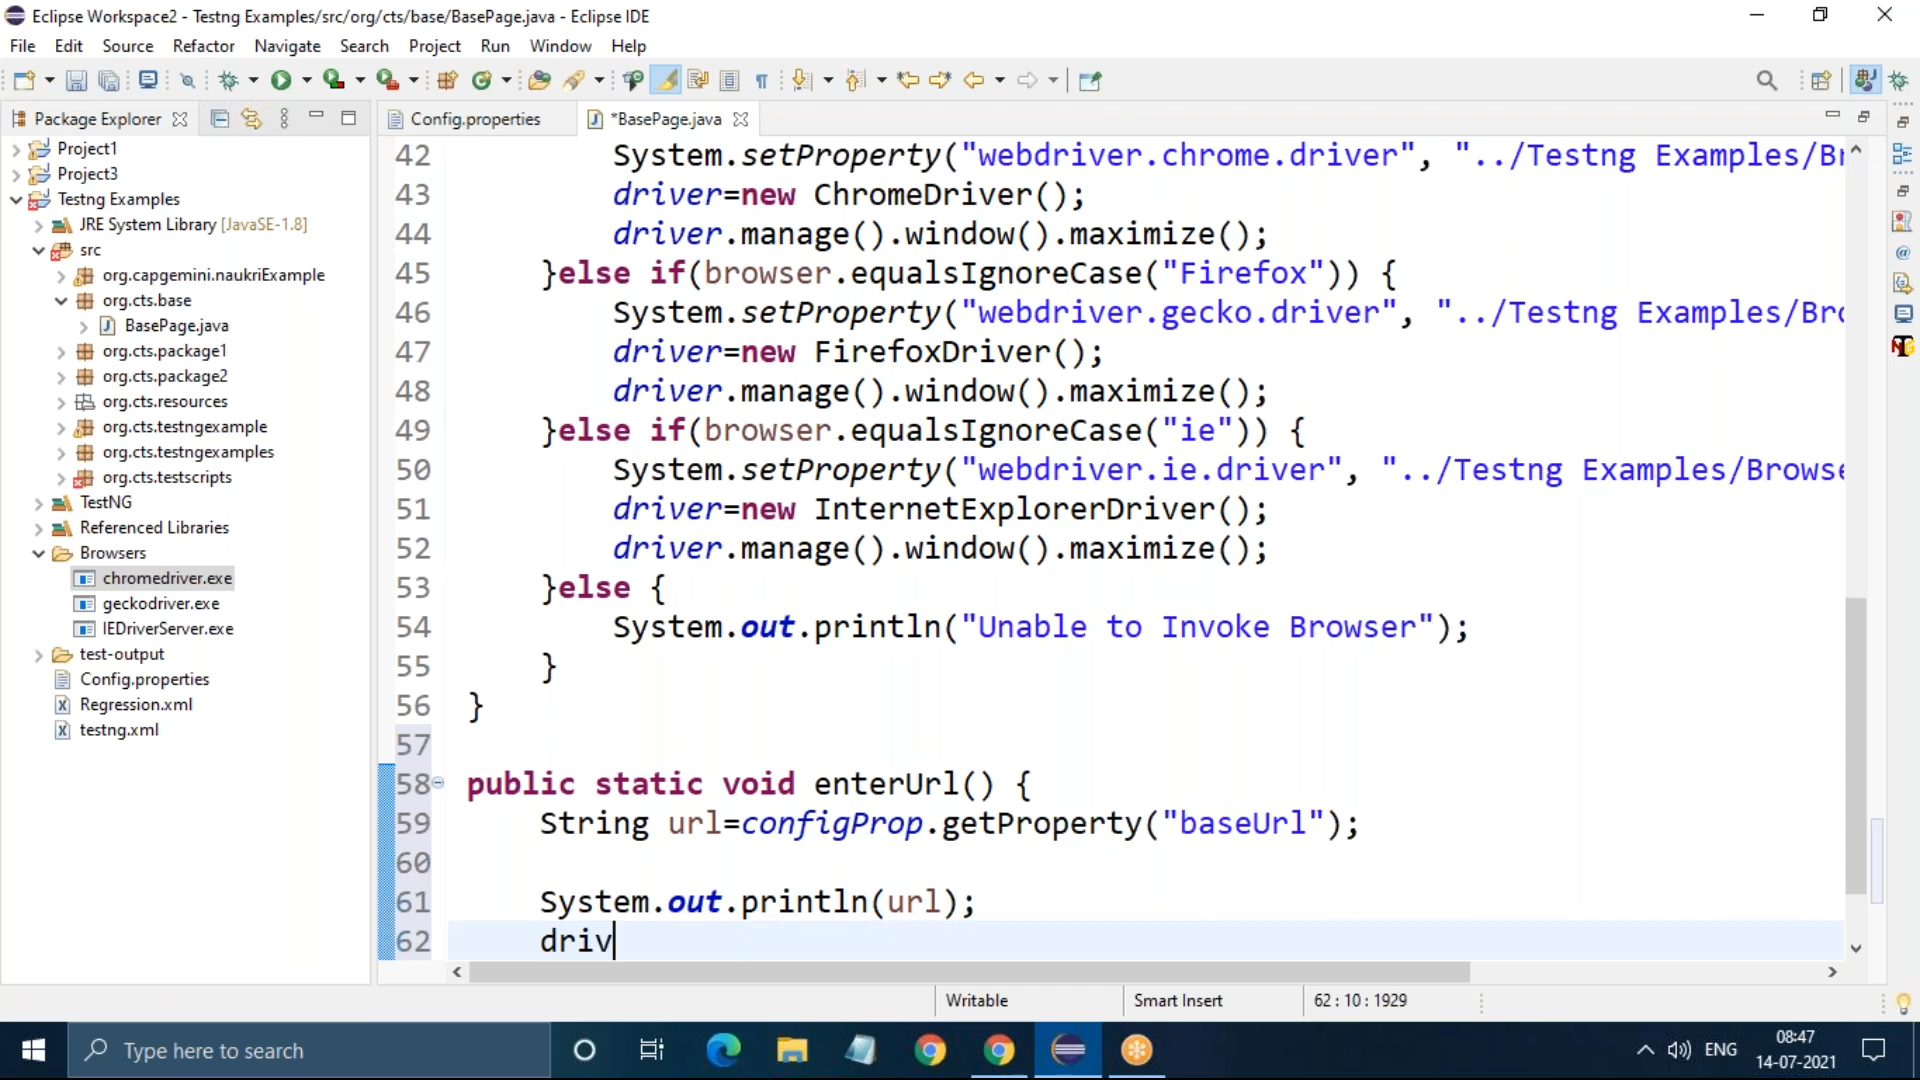 Eclipse Workspace2 - Testng Examples/src/org/cts/base/BasePage.java - Eclipse IDE
File Edit Source Refactor Navigate Search Project Run Window Help
Package Explorer
Config.properties
*BasePage.java
Project1
Project3
Testng Examples
JRE System Library [JavaSE-1.8]
src
org.capgemini.naukriExample
org.cts.base
BasePage.java
org.cts.package1
org.cts.package2
org.cts.resources
org.cts.testngexample
org.cts.testngexamples
org.cts.testscripts
TestNG
Referenced Libraries
Browsers
chromedriver.exe
geckodriver.exe
IEDriverServer.exe
test-output
Config.properties
Regression.xml
testng.xml
42 System.setProperty("webdriver.chrome.driver", "../Testng Examples/Br
43 driver=new ChromeDriver();
44 driver.manage().window().maximize();
45 }else if(browser.equalsIgnoreCase("Firefox")) {
46 System.setProperty("webdriver.gecko.driver", "../Testng Examples/Bro
47 driver=new FirefoxDriver();
48 driver.manage().window().maximize();
49 }else if(browser.equalsIgnoreCase("ie")) {
50 System.setProperty("webdriver.ie.driver", "../Testng Examples/Browse
51 driver=new InternetExplorerDriver();
52 driver.manage().window().maximize();
53 }else {
54 System.out.println("Unable to Invoke Browser");
55 }
56 }
57
58 public static void enterUrl() {
59 String url=configProp.getProperty("baseUrl");
60
61 System.out.println(url);
62 driv
Writable
Smart Insert
62 : 10 : 1929
Type here to search
ENG
08:47
14-07-2021